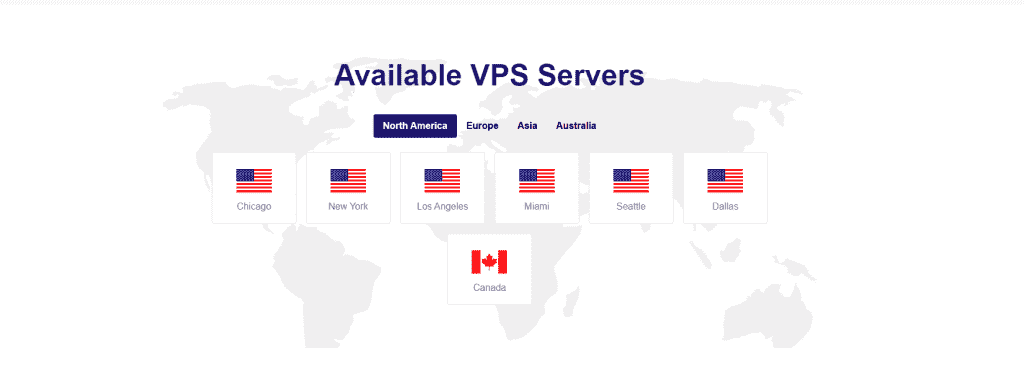 Available VPS Servers
North America Europe Asia Australia
Chicago New York Los Angeles Miami Seattle Dallas
Canada